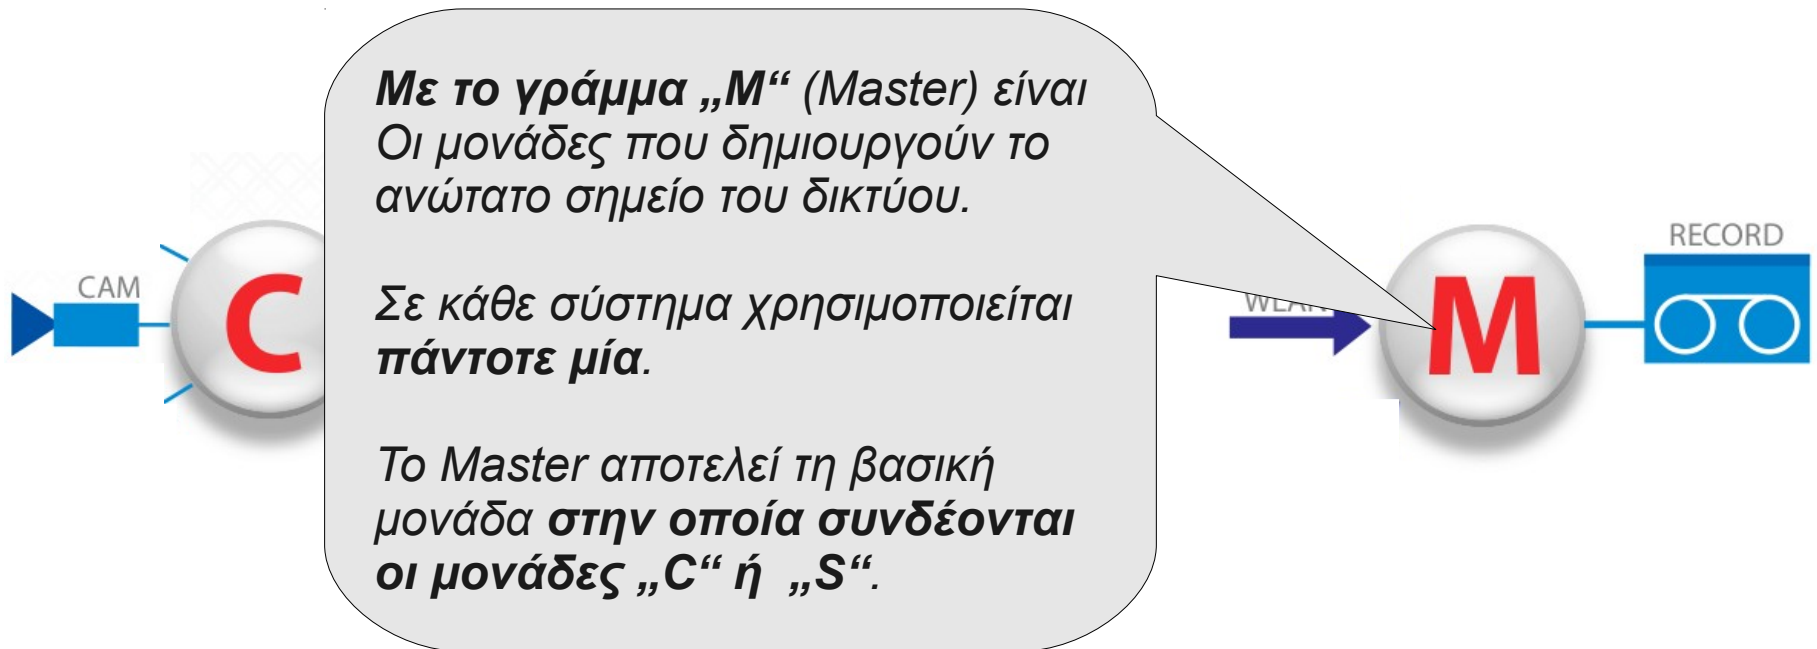 Με το γράμμα „M“ (Master) είναι
Οι μονάδες που δημιουργούν το
ανώτατο σημείο του δικτύου.
Σε κάθε σύστημα χρησιμοποιείται
πάντοτε μία.
Το Master αποτελεί τη βασική
μονάδα στην οποία συνδέονται
οι μονάδες „C“ ή „S“.
CAM
C
M
RECORD